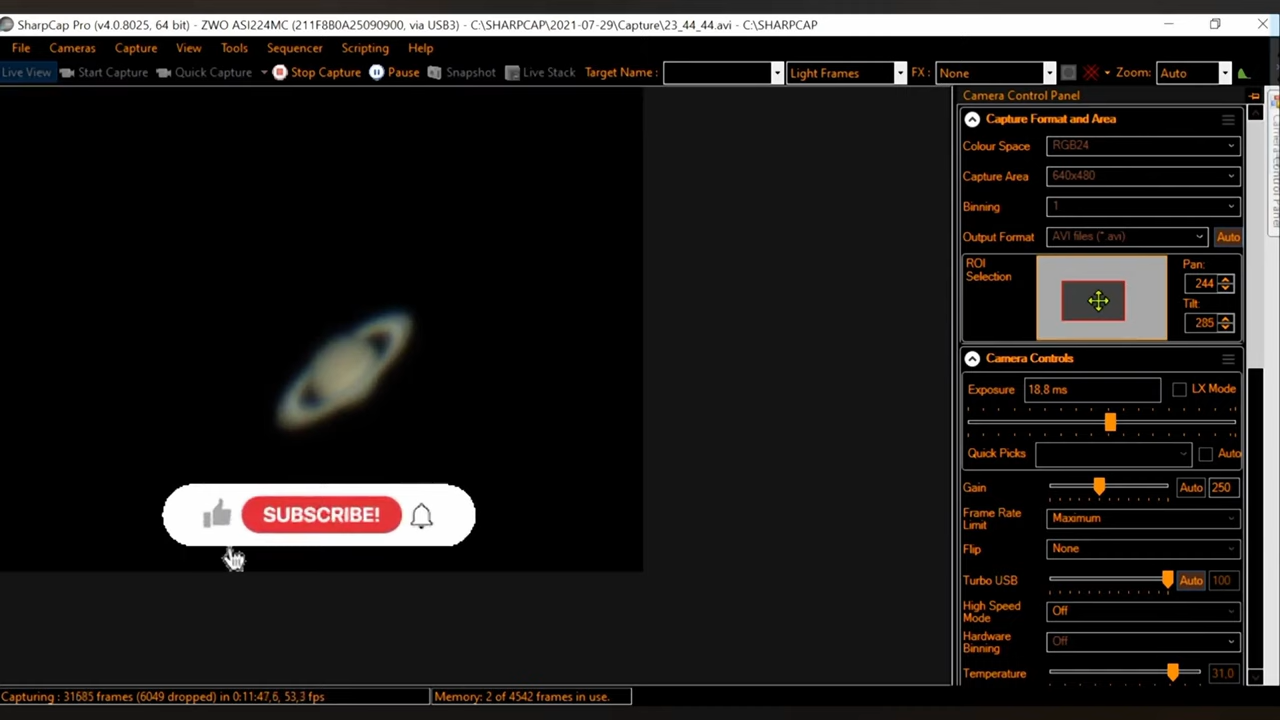 SharpCap Pro (v4.0.8025, 64 bit) - ZWO ASI224MC (211F8B0A25090900, via USB3) - C:\SHARPCAP\2021-07-29\Capture\23_44_44.avi - C:\SHARPCAP
File Cameras Capture View Tools Sequencer Scripting Help
Live View Start Capture Quick Capture Stop Capture Pause Snapshot Live Stack Target Name : Light Frames FX : None Zoom: Auto
Camera Control Panel
Camera Control Panel
Capture Format and Area
Colour Space RGB24
Capture Area 640x480
Binning 1
Output Format AVI files (*.avi) Auto
ROI
Selection
Pan:
244
Tilt:
285
Camera Controls
Exposure 18,8 ms LX Mode
Quick Picks Auto
Gain Auto 250
Frame Rate
Limit
Maximum
Flip None
Turbo USB Auto 100
High Speed
Mode
Off
Hardware
Binning
Off
Temperature 31,0
SUBSCRIBE!
Capturing : 31685 frames (6049 dropped) in 0:11:47,6, 53,3 fps Memory: 2 of 4542 frames in use.